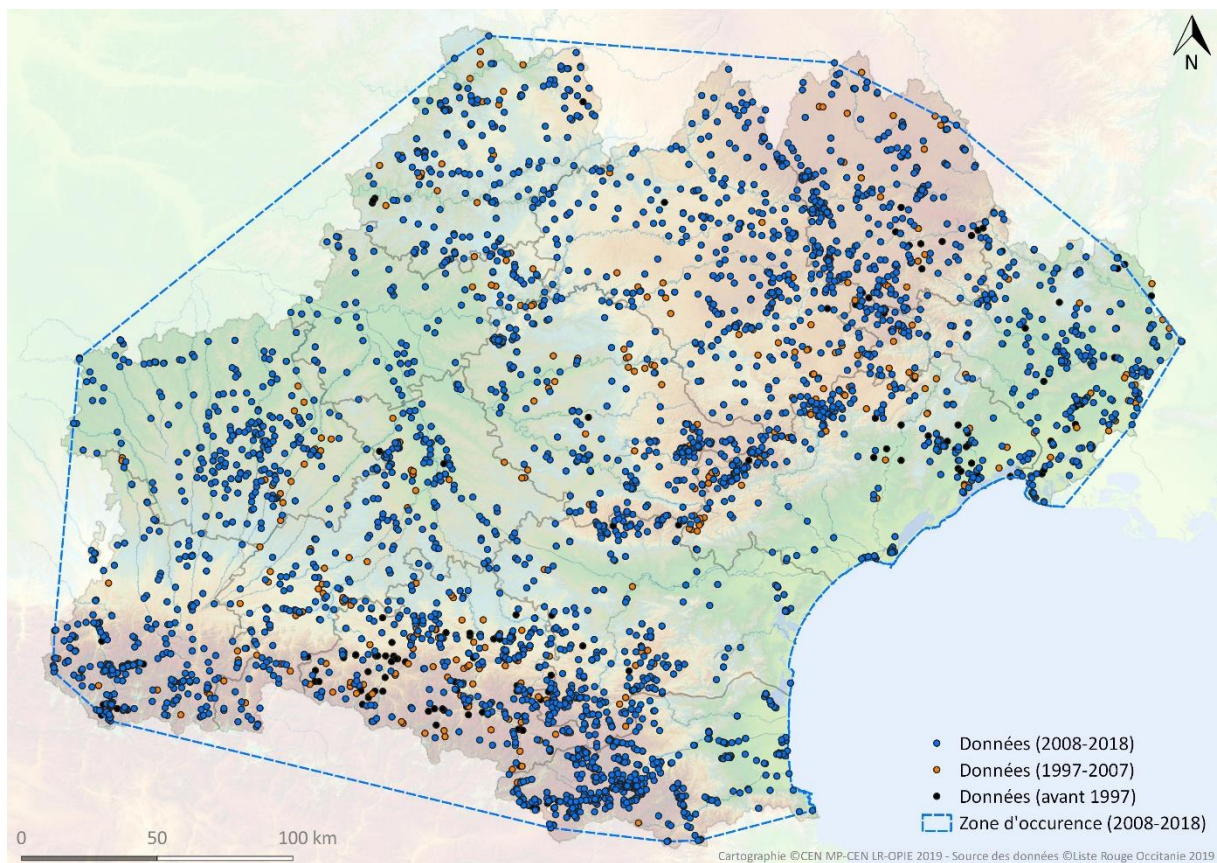 N
Données (2008-2018)
Données (1997-2007)
Données (avant 1997)
Zone d'occurence (2008-2018)
0 50 100 km
Cartographie ©CEN MP-CEN LR-OPIE 2019 - Source des données ©Liste Rouge Occitanie 2019